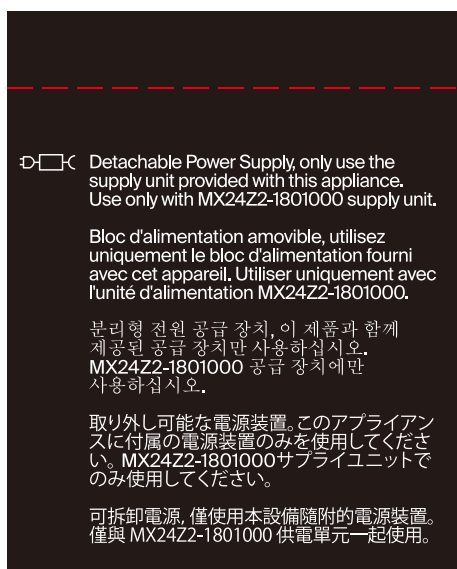 Detachable Power Supply, only use the
supply unit provided with this appliance.
Use only with MX24Z2-1801000 supply unit.
Bloc d'alimentation amovible, utilisez
uniquement le bloc d'alimentation fourni
avec cet appareil. Utiliser uniquement avec
l'unité d'alimentation MX24Z2-1801000.
분리형 전원 공급 장치, 이 제품과 함께
제공된 공급 장치만 사용하십시오.
MX24Z2-1801000 공급 장치에만
사용하십시오.
取り外し可能な電源装置。このアプライアン
スに付属の電源装置のみを使用してくださ
い。MX24Z2-1801000サプライユニットで
のみ使用してください。
可拆卸電源, 僅使用本設備隨附的電源裝置。
僅與 MX24Z2-1801000 供電單元一起使用。